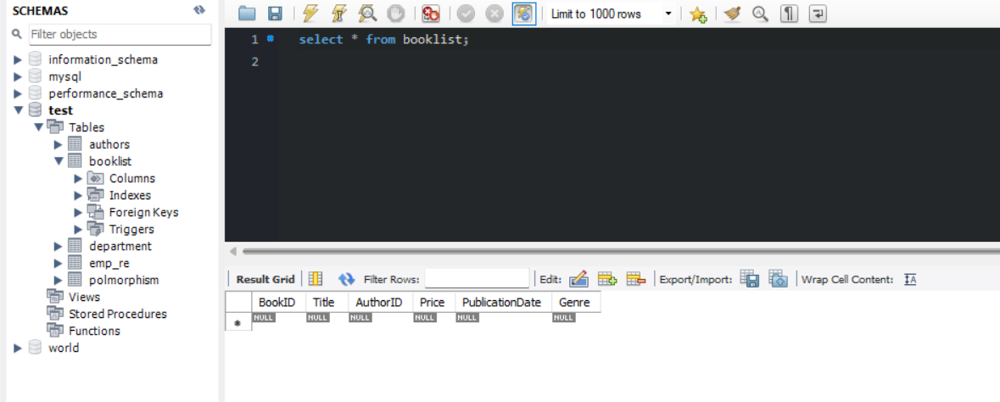 SCHEMAS
Filter objects
information_schema
mysql
performance_schema
test
Tables
authors
booklist
Columns
Indexes
Foreign Keys
Triggers
department
emp_re
polmorphism
Views
Stored Procedures
Functions
world
Limit to 1000 rows
1 select * from booklist;
2
Result Grid Filter Rows: Edit: Export/Import: Wrap Cell Content: IA
BookID Title AuthorID Price PublicationDate Genre
NULL NULL NULL NULL NULL NULL